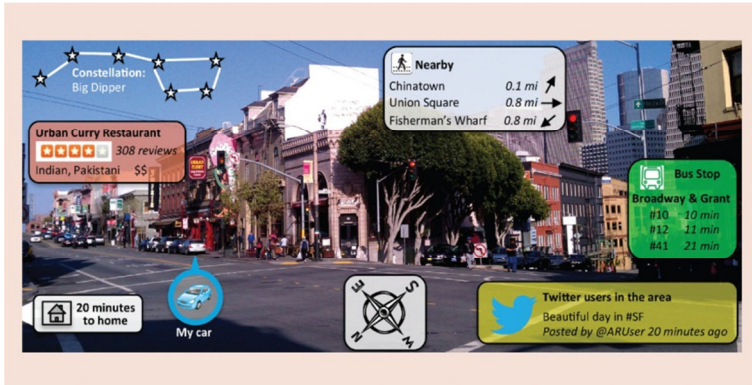 Constellation:
Big Dipper
Nearby
Chinatown 0.1 mi
Union Square 0.8 mi
Fisherman's Wharf 0.8 mi
Urban Curry Restaurant
308 reviews
Indian, Pakistani $$
Bus Stop
Broadway & Grant
#10 10 min
#12 11 min
#41 21 min
20 minutes
to home
My car
E S
N W
Twitter users in the area
Beautiful day in #SF
Posted by @ARUser 20 minutes ago